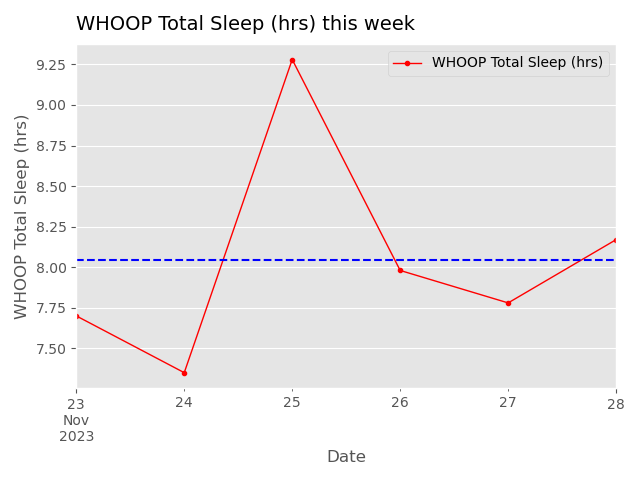 WHOOP Total Sleep (hrs) this week
WHOOP Total Sleep (hrs)
WHOOP Total Sleep (hrs)
9.25
9.00
8.75
8.50
8.25
8.00
7.75
7.50
23 24 25 26 27 28
Nov
2023
Date